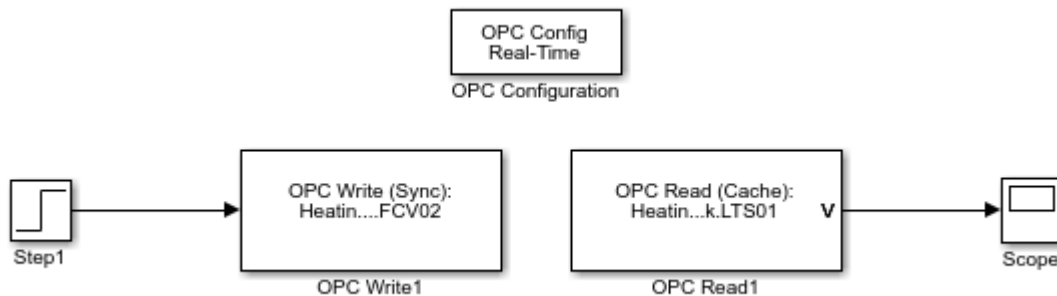 OPC Config
Real-Time
OPC Configuration
OPC Write (Sync):
Heatin....FCV02
OPC Read (Cache):
Heatin...k.LTS01
V
Step1
OPC Write1
OPC Read1
Scope